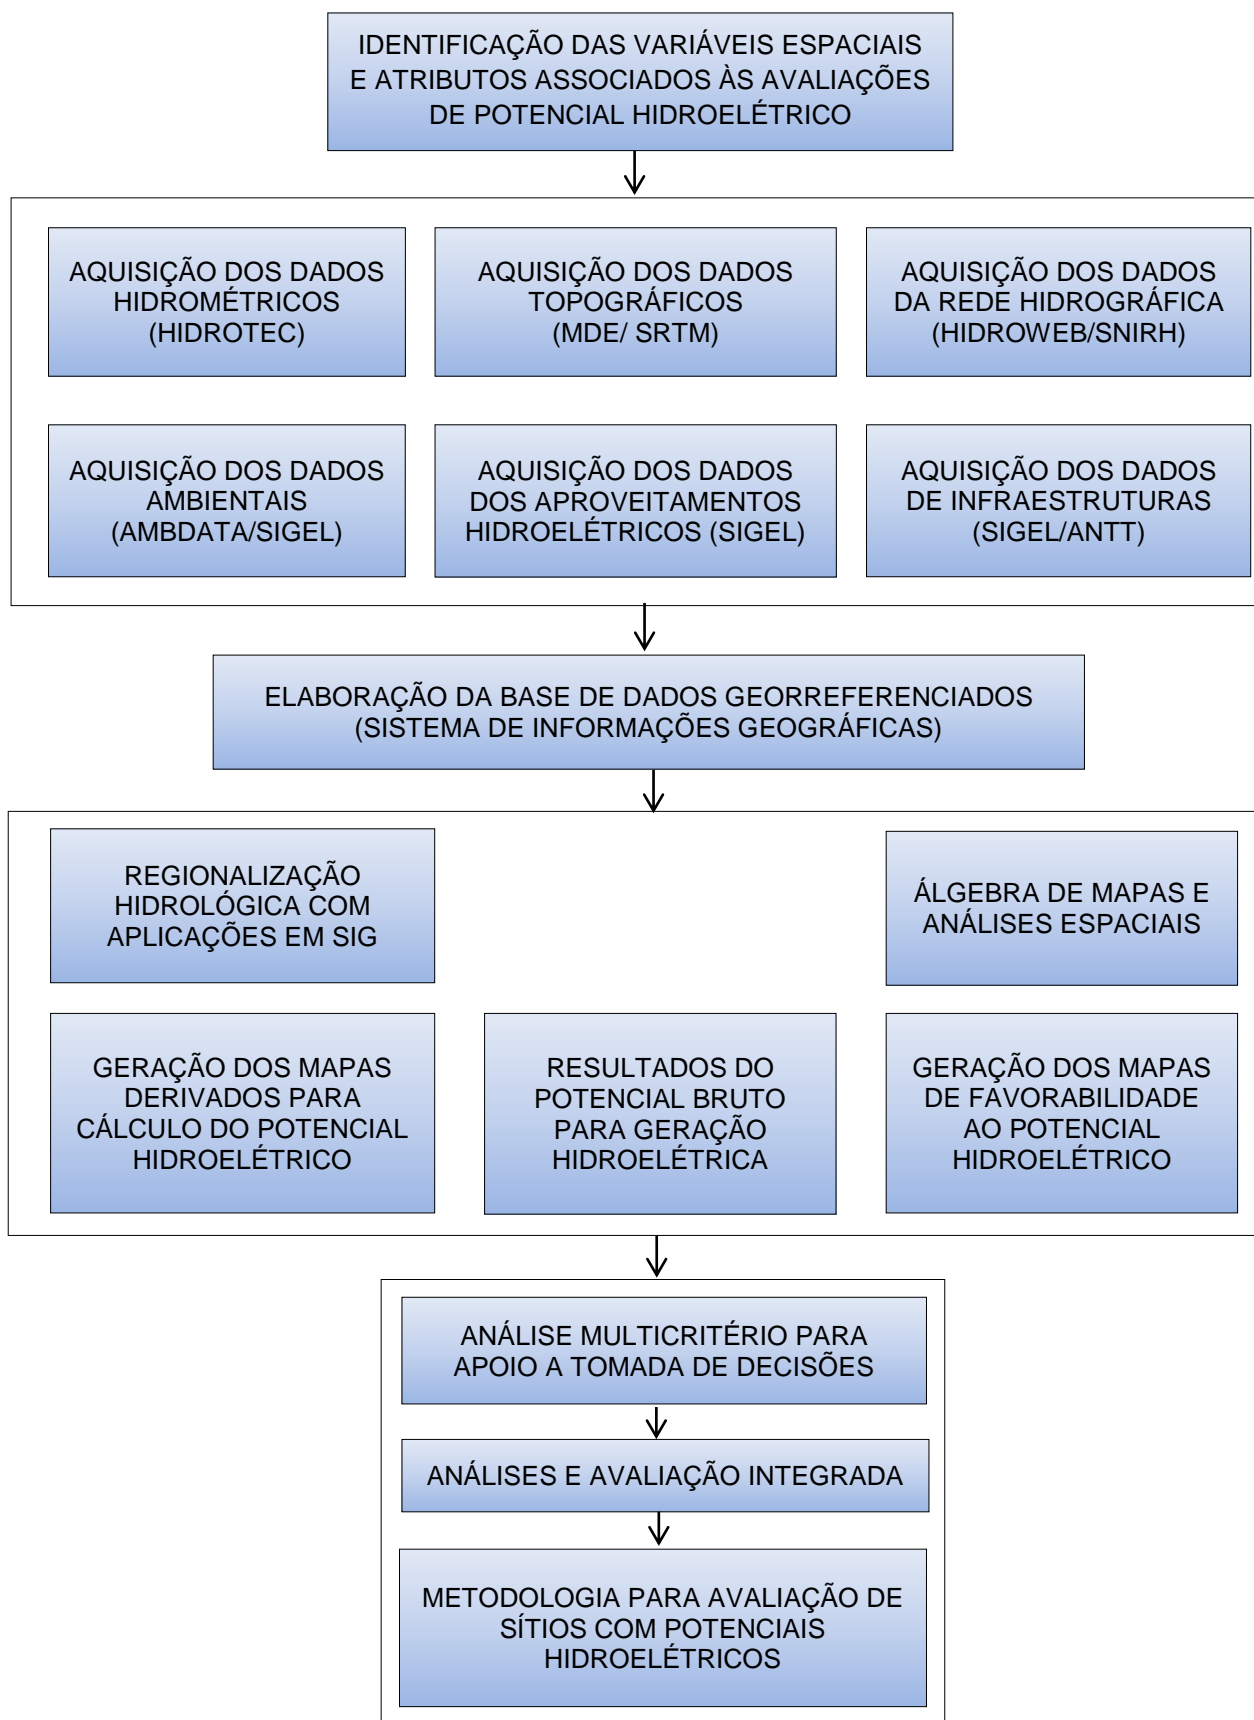 IDENTIFICAÇÃO DAS VARIÁVEIS ESPACIAIS
E ATRIBUTOS ASSOCIADOS ÀS AVALIAÇÕES
DE POTENCIAL HIDROELÉTRICO
AQUISIÇÃO DOS DADOS
HIDROMÉTRICOS
(HIDROTEC)
AQUISIÇÃO DOS DADOS
TOPOGRÁFICOS
(MDE/ SRTM)
AQUISIÇÃO DOS DADOS
DA REDE HIDROGRÁFICA
(HIDROWEB/SNIRH)
AQUISIÇÃO DOS DADOS
AMBIENTAIS
(AMBDATA/SIGEL)
AQUISIÇÃO DOS DADOS
DOS APROVEITAMENTOS
HIDROELÉTRICOS (SIGEL)
AQUISIÇÃO DOS DADOS
DE INFRAESTRUTURAS
(SIGEL/ANTT)
ELABORAÇÃO DA BASE DE DADOS GEORREFERENCIADOS
(SISTEMA DE INFORMAÇÕES GEOGRÁFICAS)
REGIONALIZAÇÃO
HIDROLÓGICA COM
APLICAÇÕES EM SIG
ÁLGEBRA DE MAPAS E
ANÁLISES ESPACIAIS
GERAÇÃO DOS MAPAS
DERIVADOS PARA
CÁLCULO DO POTENCIAL
HIDROELÉTRICO
RESULTADOS DO
POTENCIAL BRUTO
PARA GERAÇÃO
HIDROELÉTRICA
GERAÇÃO DOS MAPAS
DE FAVORABILIDADE
AO POTENCIAL
HIDROELÉTRICO
ANÁLISE MULTICRITÉRIO PARA
APOIO A TOMADA DE DECISÕES
ANÁLISES E AVALIAÇÃO INTEGRADA
METODOLOGIA PARA AVALIAÇÃO DE
SÍTIOS COM POTENCIAIS
HIDROELÉTRICOS